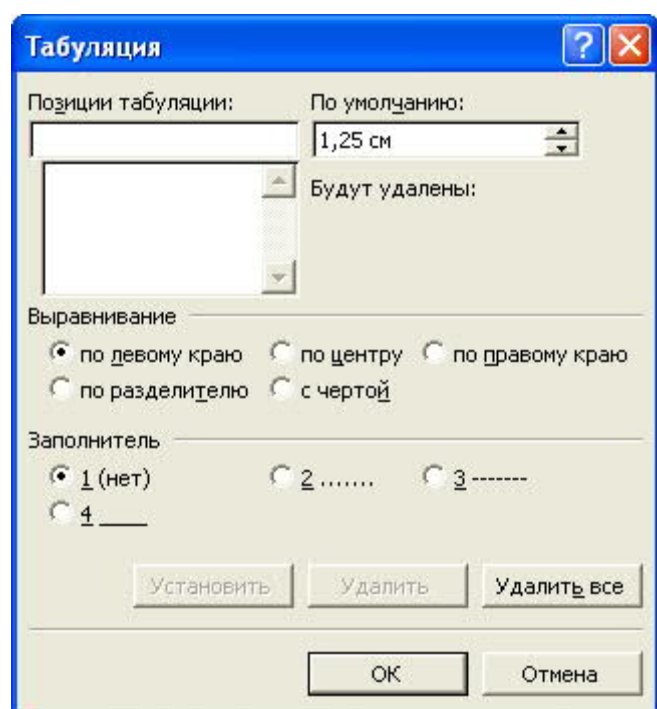 Табуляция
Позиции табуляции: По умолчанию:
1,25 см
Будут удалены:
Выравнивание
по левому краю по центру по правому краю
по разделителю с чертой
Заполнитель
1 (нет) 2 ....... 3 -------
4 ____
Установить Удалить Удалить все
ОК Отмена